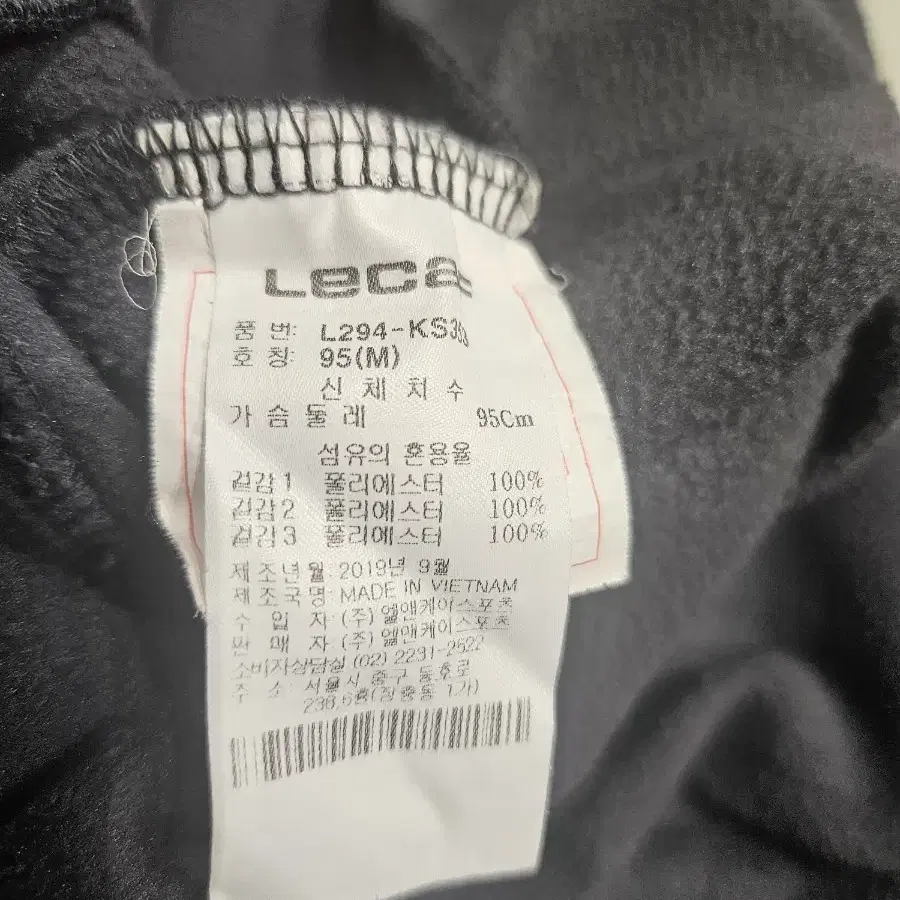 Leca
품 번: L294-KS
호 칭: 95(M)
신 체 치 수
가 슴 둘 레 95Cm
섬유의 혼용율
겉감1 폴리에스터 100%
겉감2 폴리에스터 100%
겉감3 폴리에스터 100%
제 조 년 월: 2019년 9월
제 조 국 명: MADE IN VIETNAM
수 입 자: (주) 엘앤케이스포츠
판 매 자: (주) 엘앤케이스포츠
소비자상담실 (02) 2231-2522
주 소: 서울시 중구 동호로
238,5층(장충동 1가)